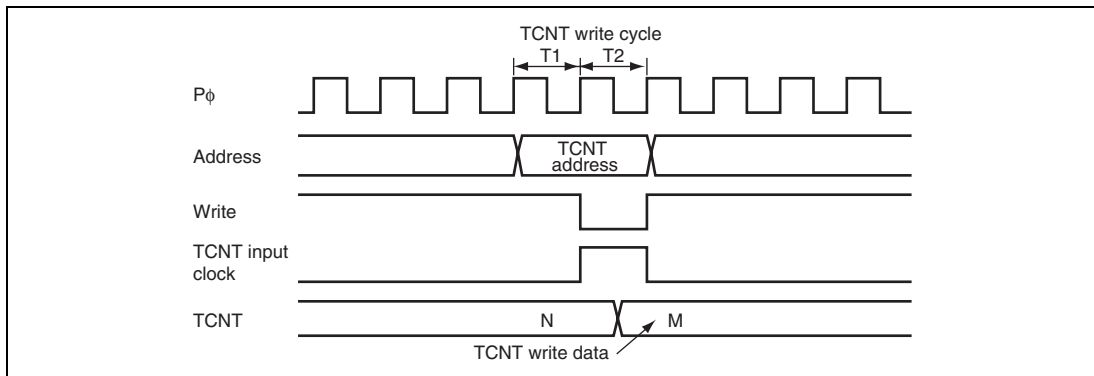 TCNT write cycle
T1 T2
Pϕ
Address
TCNT
address
Write
TCNT input
clock
TCNT
N M
TCNT write data